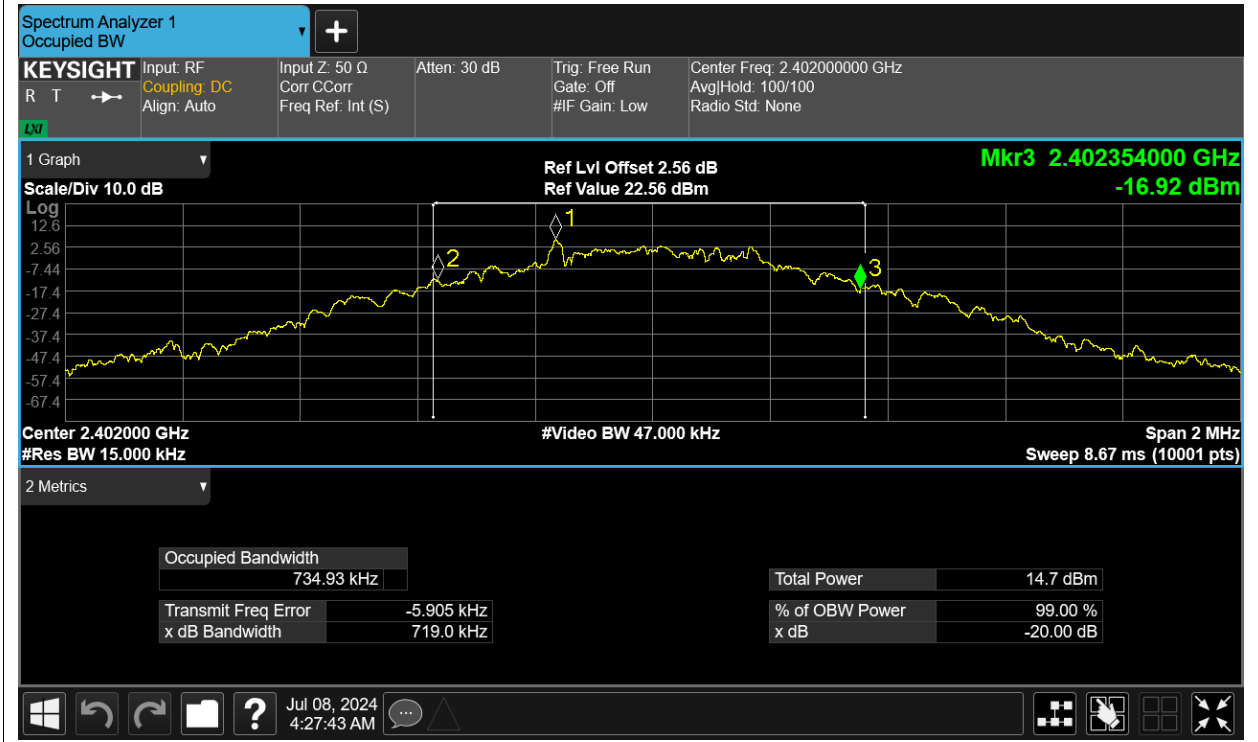 Spectrum Analyzer 1
Occupied BW
KEYSIGHT
R T
LXI
Input: RF
Coupling: DC
Align: Auto
Input Z: 50 Ω
Corr CCorr
Freq Ref: Int (S)
Atten: 30 dB
Trig: Free Run
Gate: Off
#IF Gain: Low
Center Freq: 2.402000000 GHz
Avg|Hold: 100/100
Radio Std: None
1 Graph
Scale/Div 10.0 dB
Ref Lvl Offset 2.56 dB
Ref Value 22.56 dBm
Mkr3 2.402354000 GHz
-16.92 dBm
Log
12.6
2.56
-7.44
-17.4
-27.4
-37.4
-47.4
-57.4
-67.4
1
2
3
Center 2.402000 GHz
#Video BW 47.000 kHz
Span 2 MHz
#Res BW 15.000 kHz
Sweep 8.67 ms (10001 pts)
2 Metrics
Occupied Bandwidth
734.93 kHz
Transmit Freq Error -5.905 kHz
x dB Bandwidth 719.0 kHz
Total Power 14.7 dBm
% of OBW Power 99.00 %
x dB -20.00 dB
?
Jul 08, 2024
4:27:43 AM